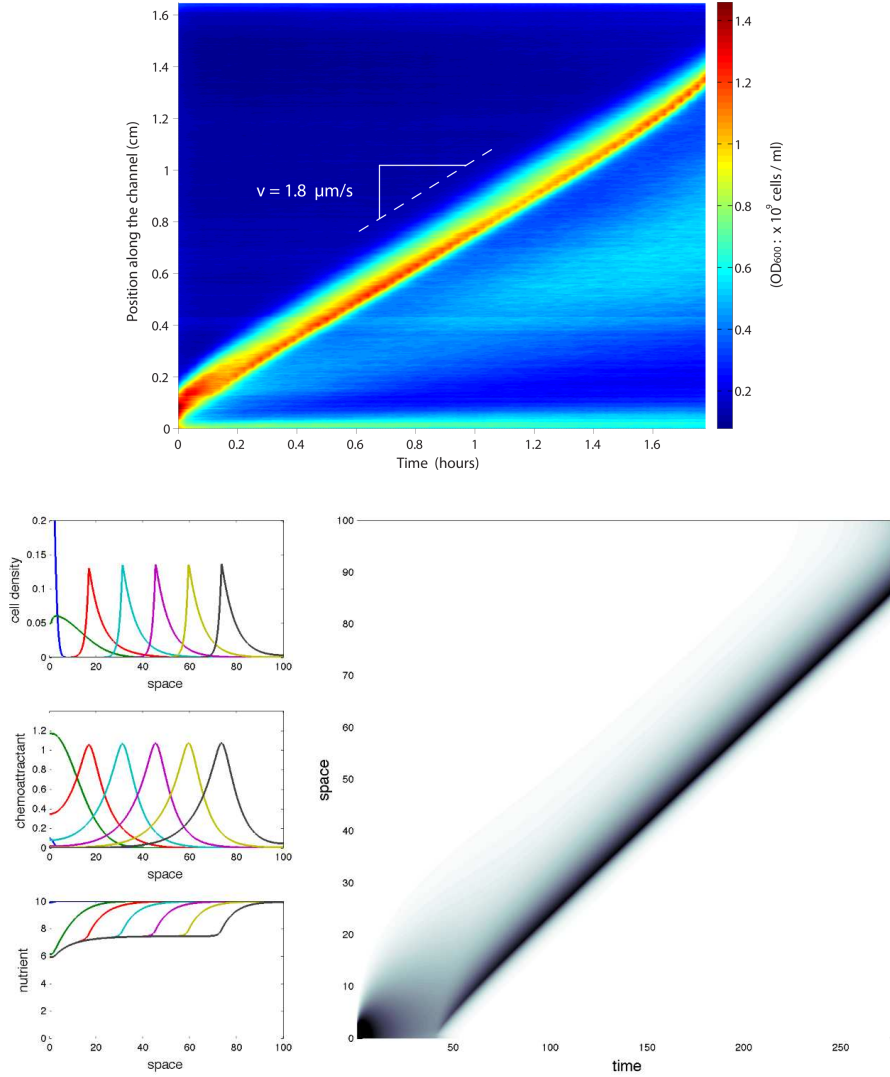 1.6
1.4
1.2
1
0.8
0.6
0.4
0.2
0
Position along the channel (cm)
v = 1.8 μm/s
0 0.2 0.4 0.6 0.8 1 1.2 1.4 1.6
Time (hours)
1.4
1.2
1
0.8
0.6
0.4
0.2
(OD600 : x 10^9 cells / ml)
0.2
0.15
0.1
0.05
0
cell density
0 20 40 60 80 100
space
1.2
1
0.8
0.6
0.4
0.2
0
chemoattractant
0 20 40 60 80 100
space
10
8
6
4
2
0
nutrient
0 20 40 60 80 100
space
100
90
80
70
60
50
40
30
20
10
0
space
50 100 150 200 250
time